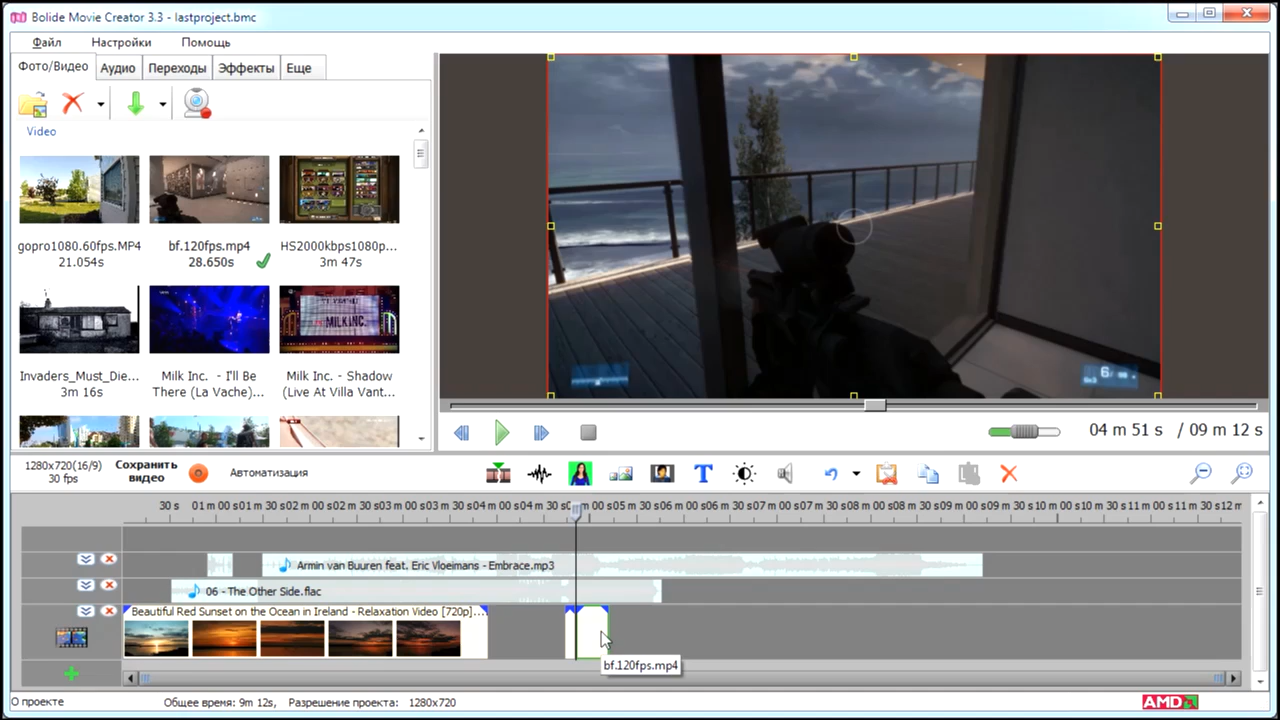 Bolide Movie Creator 3.3 - lastproject.bmc
Файл Настройки Помощь
Фото/Видео Аудио Переходы Эффекты Еще
Video
gopro1080.60fps.MP4 bf.120fps.mp4 HS2000kbps1080p...
21.054s 28.650s 3m 47s
MILK INC.
Invaders_Must_Die... Milk Inc. - I'll Be Milk Inc. - Shadow
3m 16s There (La Vache)... (Live At Villa Vant...
6
04 m 51 s / 09 m 12 s
1280x720(16/9) Сохранить Автоматизация
30 fps видео
T
30 s 01 m 00 s 01 m 30 s 02 m 00 s 02 m 30 s 03 m 00 s 03 m 30 s 04 m 00 s 04 m 30 s 0 m 00 s 05 m 30 s 06 m 00 s 06 m 30 s 07 m 00 s 07 m 30 s 08 m 00 s 08 m 30 s 09 m 00 s 09 m 30 s 10 m 00 s 10 m 30 s 11 m 00 s 11 m 30 s 12 m
Armin van Buuren feat. Eric Vloeimans - Embrace.mp3
06 - The Other Side.flac
Beautiful Red Sunset on the Ocean in Ireland - Relaxation Video [720p]...
bf.120fps.mp4
О проекте Общее время: 9m 12s, Разрешение проекта: 1280x720 AMD